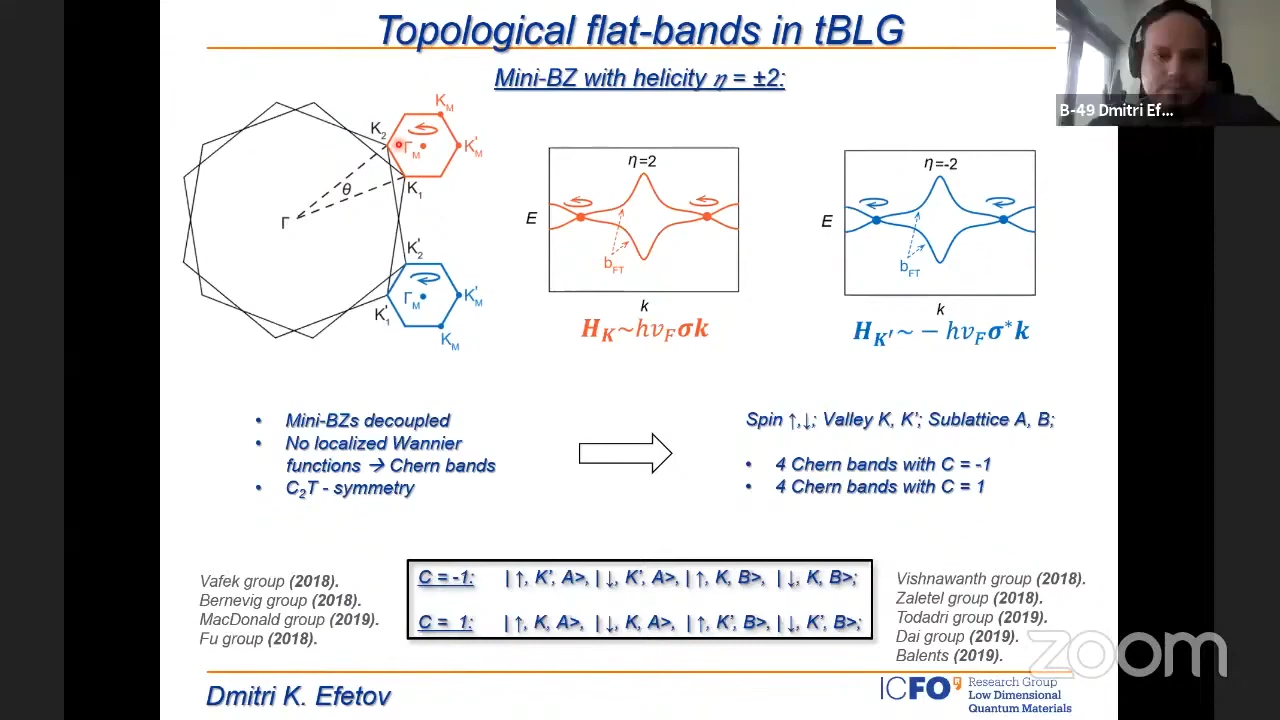 Topological flat-bands in tBLG
Mini-BZ with helicity η = ±2:
B-49 Dmitri Ef...
K_M
K_2
Γ_M
K'_M
θ
K_1
Γ
K'_2
Γ_M
K'_M
K'_1
K_M
η=2
E
b_FT
k
H_K~hv_Fσk
η=-2
E
b_FT
k
H_K'~ − hv_Fσ*k
• Mini-BZs decoupled
• No localized Wannier
functions → Chern bands
• C₂T - symmetry
Spin ↑,↓; Valley K, K'; Sublattice A, B;
• 4 Chern bands with C = -1
• 4 Chern bands with C = 1
Vafek group (2018).
Bernevig group (2018).
MacDonald group (2019).
Fu group (2018).
C = -1: | ↑, K', A>, | ↓, K', A>, | ↑, K, B>, | ↓, K, B>;
C = 1: | ↑, K, A>, | ↓, K, A>, | ↑, K', B>, | ↓, K', B>;
Vishnawanth group (2018).
Zaletel group (2018).
Todadri group (2019).
Dai group (2019).
Balents (2019).
zoom
Dmitri K. Efetov
ICFO
Research Group
Low Dimensional
Quantum Materials